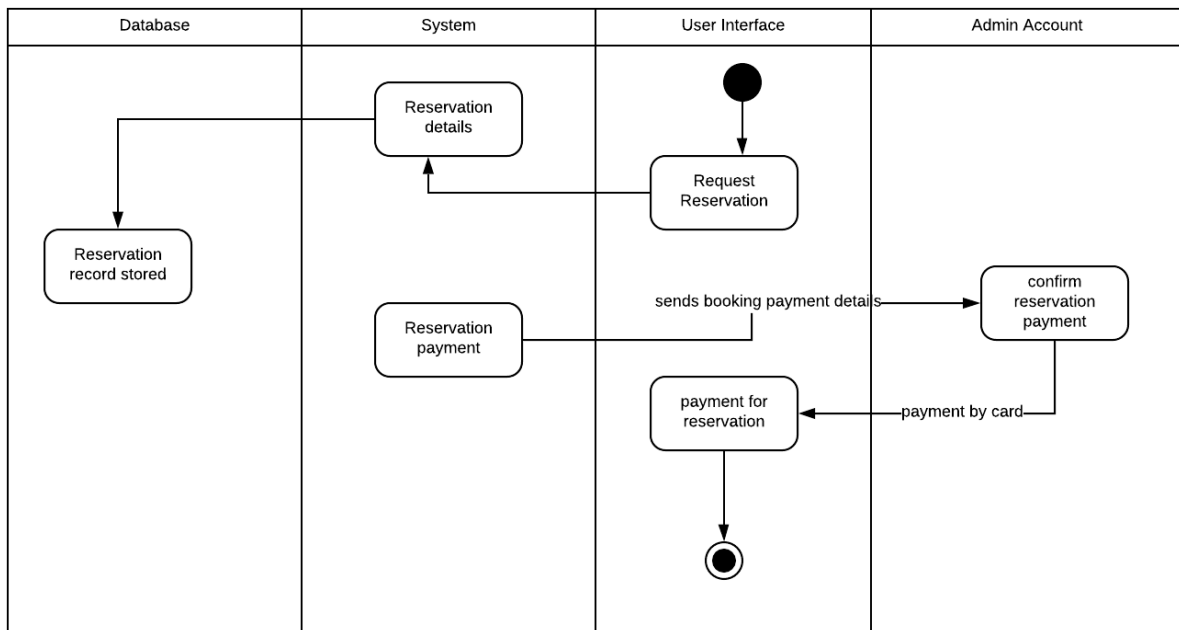 Database
System
User Interface
Admin Account
Reservation
details
Request
Reservation
Reservation
record stored
sends booking payment details
confirm
reservation
payment
Reservation
payment
payment for
reservation
payment by card